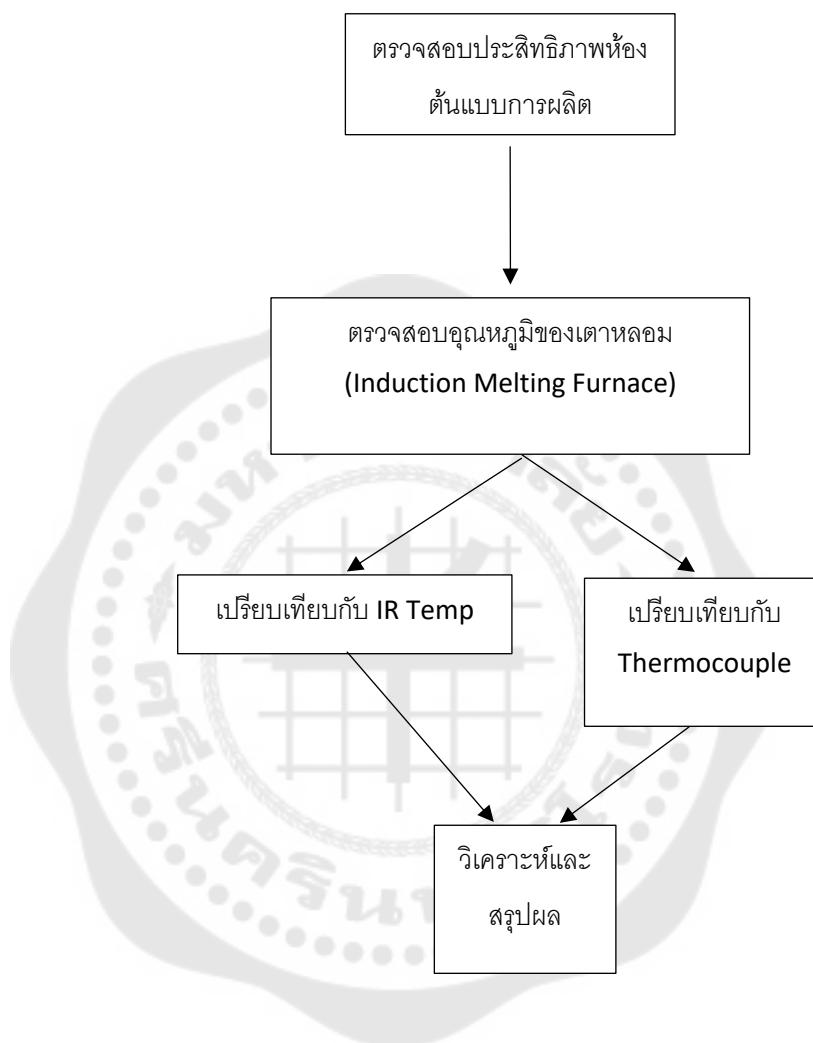 ตรวจสอบประสิทธิภาพห้อง
ต้นแบบการผลิต
ตรวจสอบอุณหภูมิของเตาหลอม
(Induction Melting Furnace)
เปรียบเทียบกับ IR Temp
เปรียบเทียบกับ
Thermocouple
วิเคราะห์และ
สรุปผล